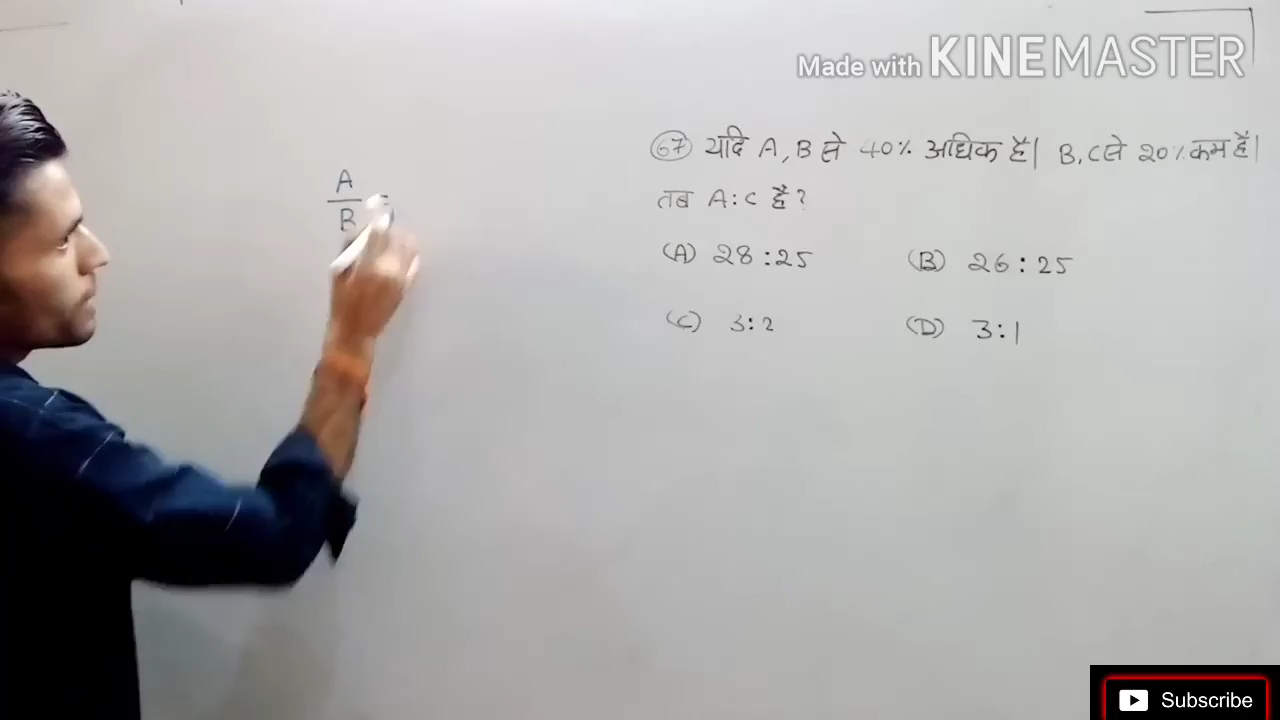 Made with KINEMASTER
(67) यदि A, B से 40% अधिक है| B, C से 20% कम है|
तब A:C है?
(A) 28:25 (B) 26:25
(C) 3:2 (D) 3:1
A
B =
Subscribe